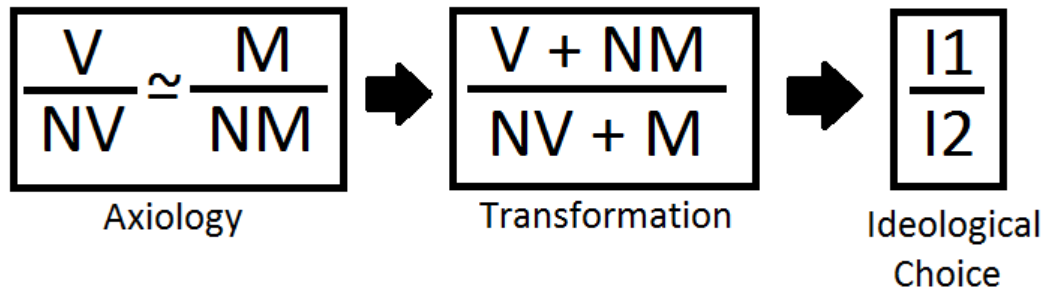 V M
NV ≃ NM
V + NM
NV + M
I1
I2
Axiology
Transformation
Ideological
Choice